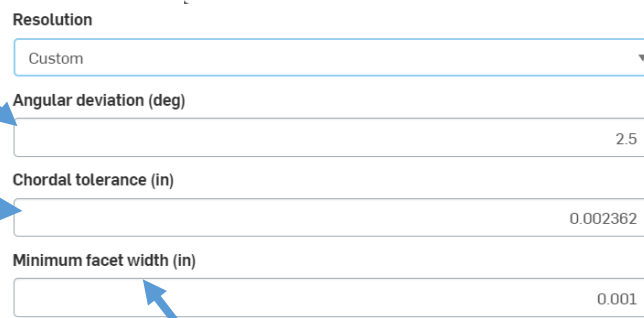 Resolution
Custom
Angular deviation (deg)
2.5
Chordal tolerance (in)
0.002362
Minimum facet width (in)
0.001